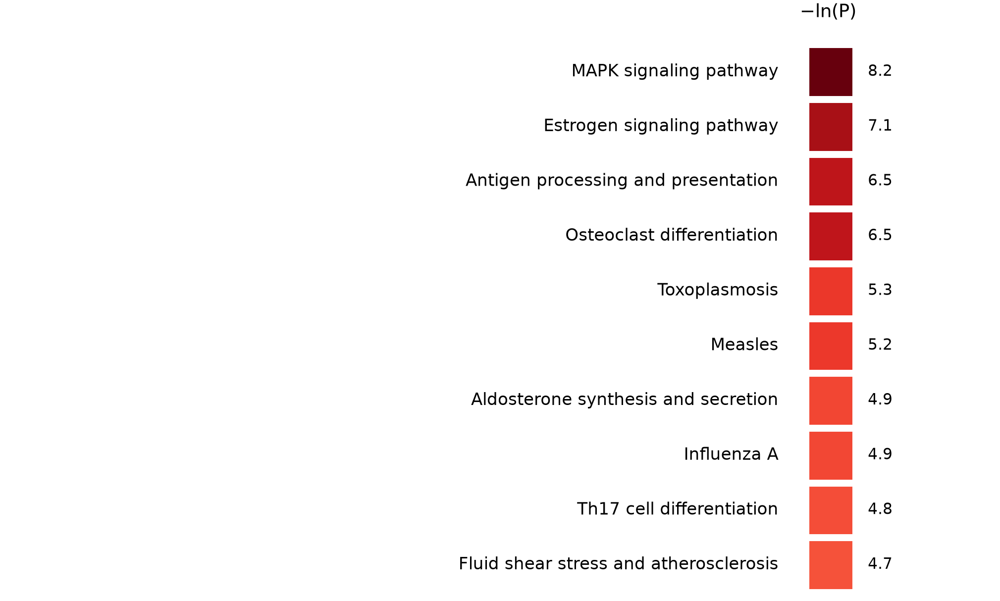 −ln(P)
MAPK signaling pathway 8.2
Estrogen signaling pathway 7.1
Antigen processing and presentation 6.5
Osteoclast differentiation 6.5
Toxoplasmosis 5.3
Measles 5.2
Aldosterone synthesis and secretion 4.9
Influenza A 4.9
Th17 cell differentiation 4.8
Fluid shear stress and atherosclerosis 4.7